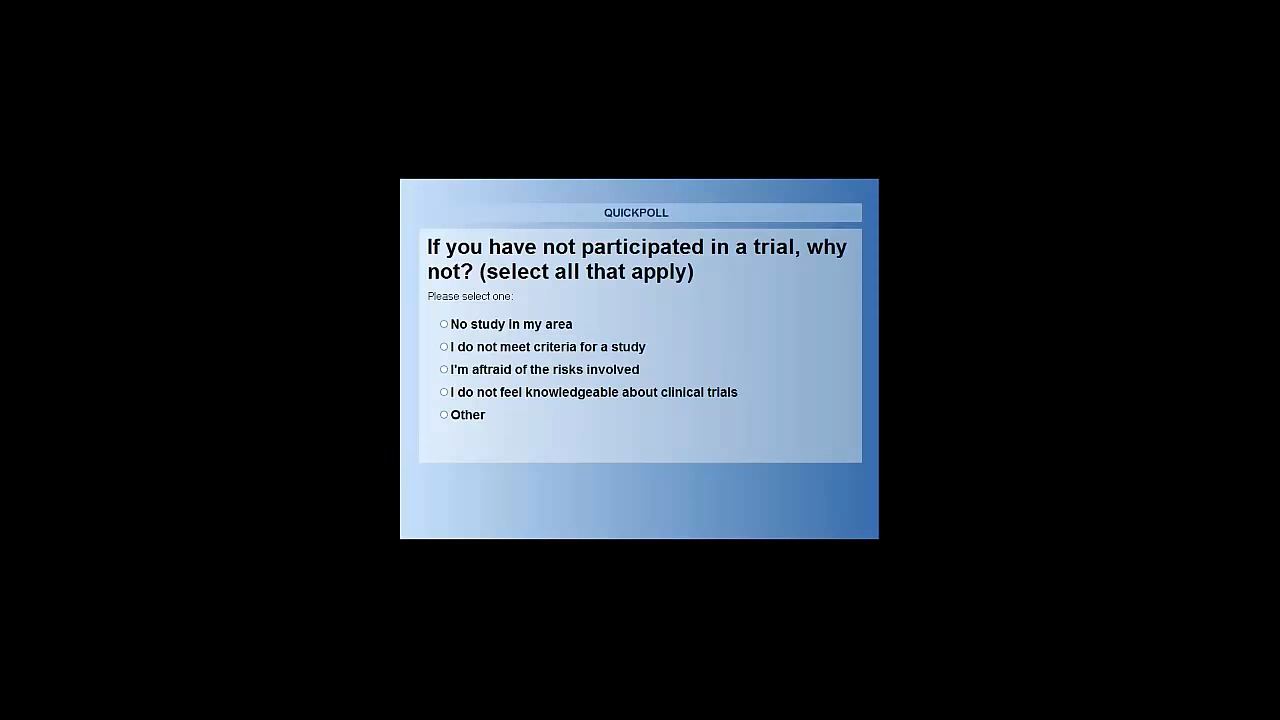 QUICKPOLL
If you have not participated in a trial, why
not? (select all that apply)
Please select one:
No study in my area
I do not meet criteria for a study
I'm aftraid of the risks involved
I do not feel knowledgeable about clinical trials
Other